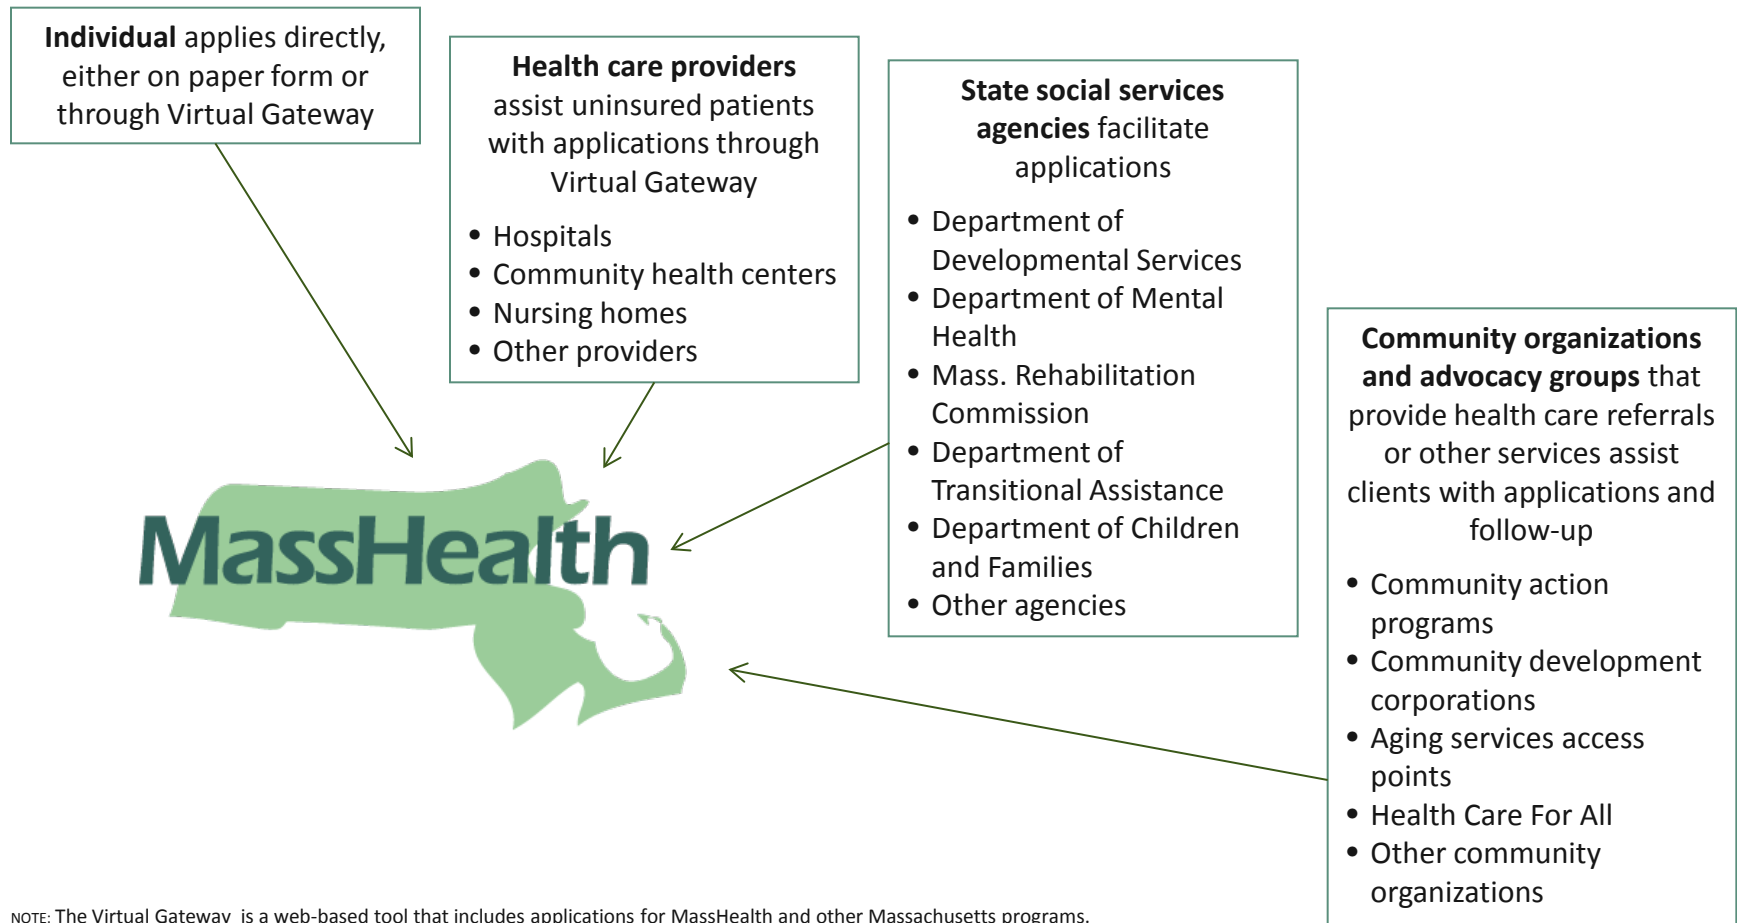 Individual applies directly,
either on paper form or
through Virtual Gateway
Health care providers
assist uninsured patients
with applications through
Virtual Gateway
• Hospitals
• Community health centers
• Nursing homes
• Other providers
State social services
agencies facilitate
applications
• Department of
Developmental Services
• Department of Mental
Health
• Mass. Rehabilitation
Commission
• Department of
Transitional Assistance
• Department of Children
and Families
• Other agencies
Community organizations
and advocacy groups that
provide health care referrals
or other services assist
clients with applications and
follow-up
• Community action
programs
• Community development
corporations
• Aging services access
points
• Health Care For All
• Other community
organizations
MassHealth
NOTE: The Virtual Gateway is a web-based tool that includes applications for MassHealth and other Massachusetts programs.